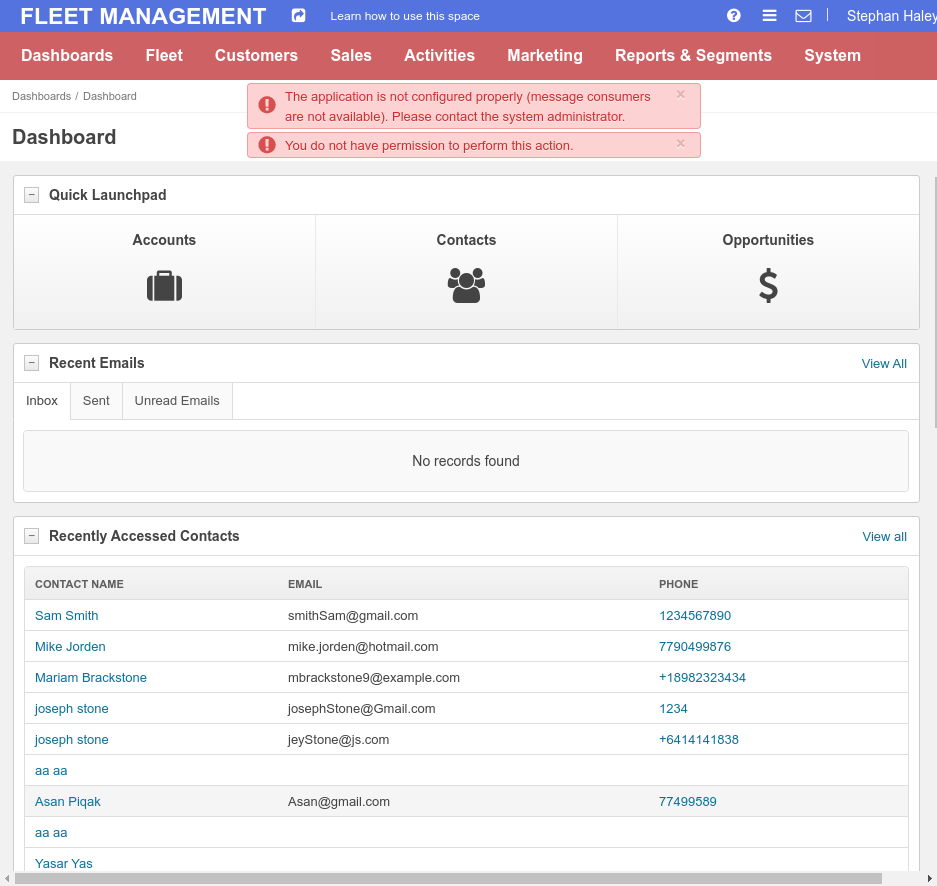 FLEET MANAGEMENT Learn how to use this space Stephan Haley
Dashboards Fleet Customers Sales Activities Marketing Reports & Segments System
Dashboards / Dashboard
The application is not configured properly (message consumers
are not available). Please contact the system administrator.
×
You do not have permission to perform this action.
×
Dashboard
Quick Launchpad
Accounts Contacts Opportunities
Recent Emails View All
Inbox Sent Unread Emails
No records found
Recently Accessed Contacts View all
CONTACT NAME EMAIL PHONE
Sam Smith smithSam@gmail.com 1234567890
Mike Jorden mike.jorden@hotmail.com 7790499876
Mariam Brackstone mbrackstone9@example.com +18982323434
joseph stone josephStone@Gmail.com 1234
joseph stone jeyStone@js.com +6414141838
aa aa
Asan Piqak Asan@gmail.com 77499589
aa aa
Yasar Yas